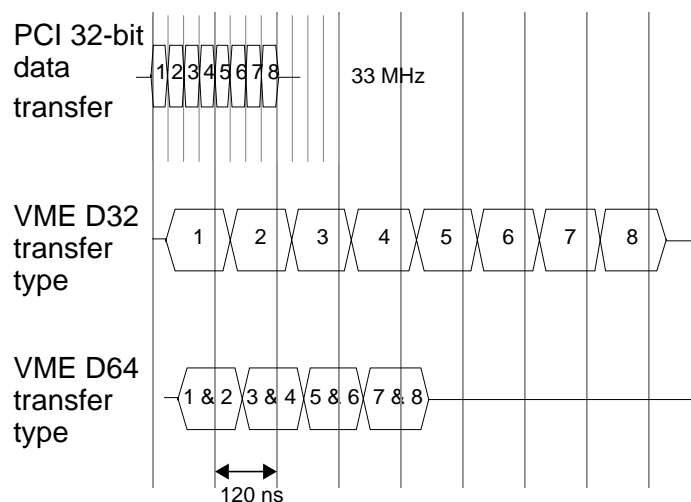 PCI 32-bit
data
transfer
1 2 3 4 5 6 7 8
33 MHz
VME D32
transfer
type
1 2 3 4 5 6 7 8
VME D64
transfer
type
1 & 2 3 & 4 5 & 6 7 & 8
120 ns